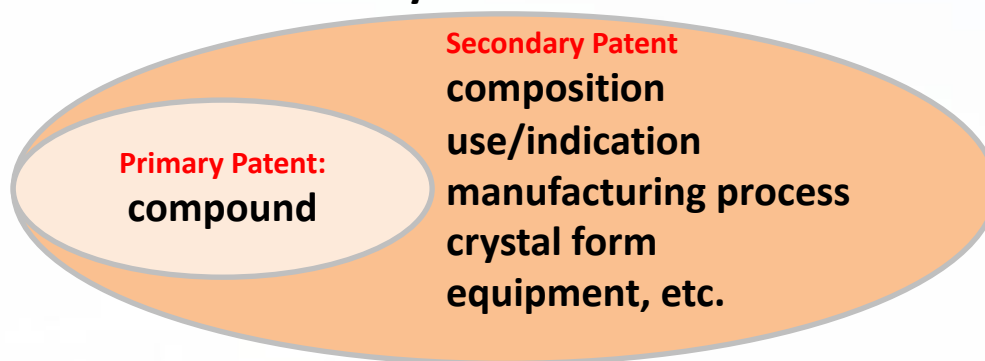 Primary Patent:
compound
Secondary Patent
composition
use/indication
manufacturing process
crystal form
equipment, etc.